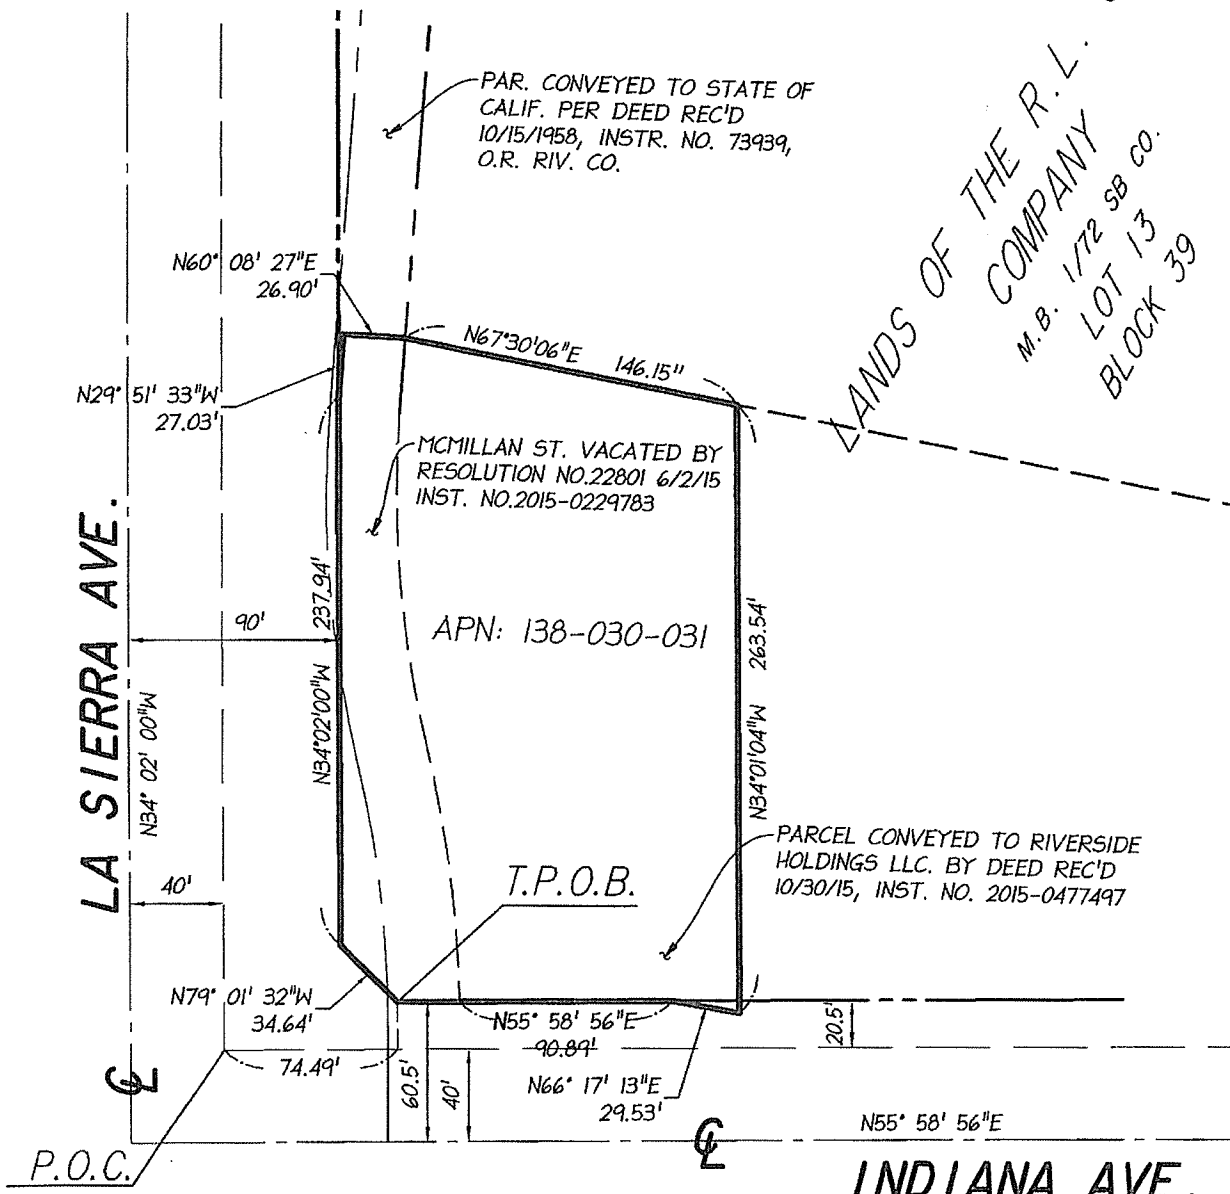 PAR. CONVEYED TO STATE OF
CALIF. PER DEED REC'D
10/15/1958, INSTR. NO. 73939,
O.R. RIV. CO.
LANDS OF THE R. L.
COMPANY
M.B. 1/72 SB CO.
LOT 13
BLOCK 39
N60° 08' 27"E
26.90'
N67°30'06"E 146.15"
N29° 51' 33"W
27.03'
MCMILLAN ST. VACATED BY
RESOLUTION NO.22801 6/2/15
INST. NO.2015-0229783
LA SIERRA AVE.
N34° 02' 00"W
90'
N34°02'00"W 237.94'
APN: 138-030-031
N34°01'04"W 263.54'
PARCEL CONVEYED TO RIVERSIDE
HOLDINGS LLC. BY DEED REC'D
10/30/15, INST. NO. 2015-0477497
40'
T.P.O.B.
N79° 01' 32"W
34.64'
N55° 58' 56"E
90.89'
20.5'
74.49'
60.5'
40'
N66° 17' 13"E
29.53'
℄
℄
N55° 58' 56"E
P.O.C.
INDIANA AVE.